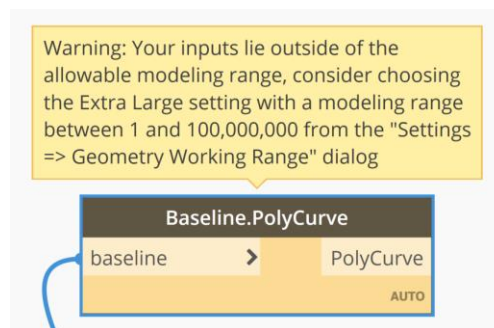 Warning: Your inputs lie outside of the
allowable modeling range, consider choosing
the Extra Large setting with a modeling range
between 1 and 100,000,000 from the "Settings
=> Geometry Working Range" dialog
Baseline.PolyCurve
baseline > PolyCurve
AUTO